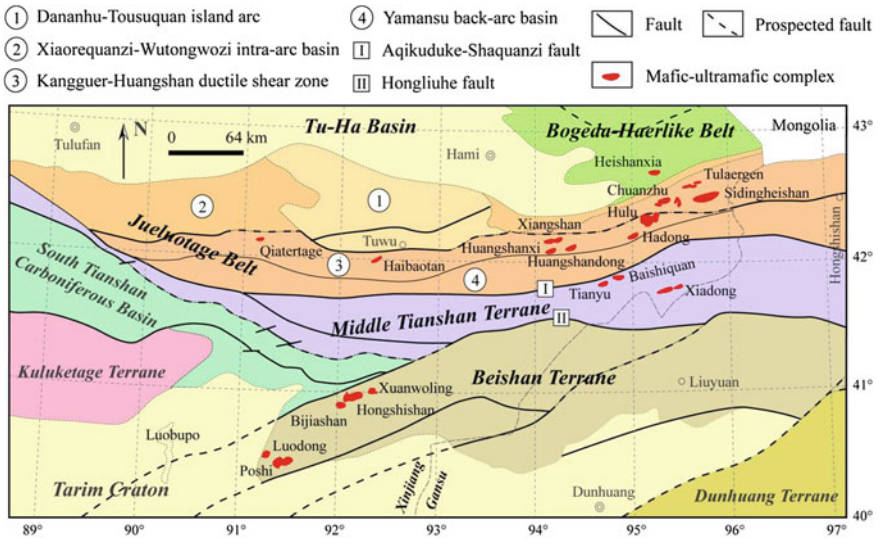 ① Dananhu-Tousuquan island arc
② Xiaorequanzi-Wutongwozi intra-arc basin
③ Kangguer-Huangshan ductile shear zone
④ Yamansu back-arc basin
I Aqikuduke-Shaquanzi fault
II Hongliuhe fault
Fault
Prospected fault
Mafic-ultramafic complex
Tulufan
N
0 64 km
Tu-Ha Basin
Hami
Bogeda-Haerlike Belt
Mongolia
43°
Heishanxia
Tulaergen
Chuanzhu
Sidingheishan
②
①
Hulu
Xiangshan
Hongshishan
Jueluotage Belt
Qiatertage
Tuwu
Huangshanxi
Hadong
42°
③
Haibaotan
Huangshandong
④
Baishiquan
I
Tianyu
Xiadong
South Tianshan
Carboniferous Basin
Middle Tianshan Terrane
II
Kuluketage Terrane
Beishan Terrane
Xuanwoling
Liuyuan
41°
Bijiashan
Hongshishan
Luobupo
Luodong
Poshi
Tarim Craton
Xinjiang
Gansu
Dunhuang
Dunhuang Terrane
40°
89° 90° 91° 92° 93° 94° 95° 96° 97°